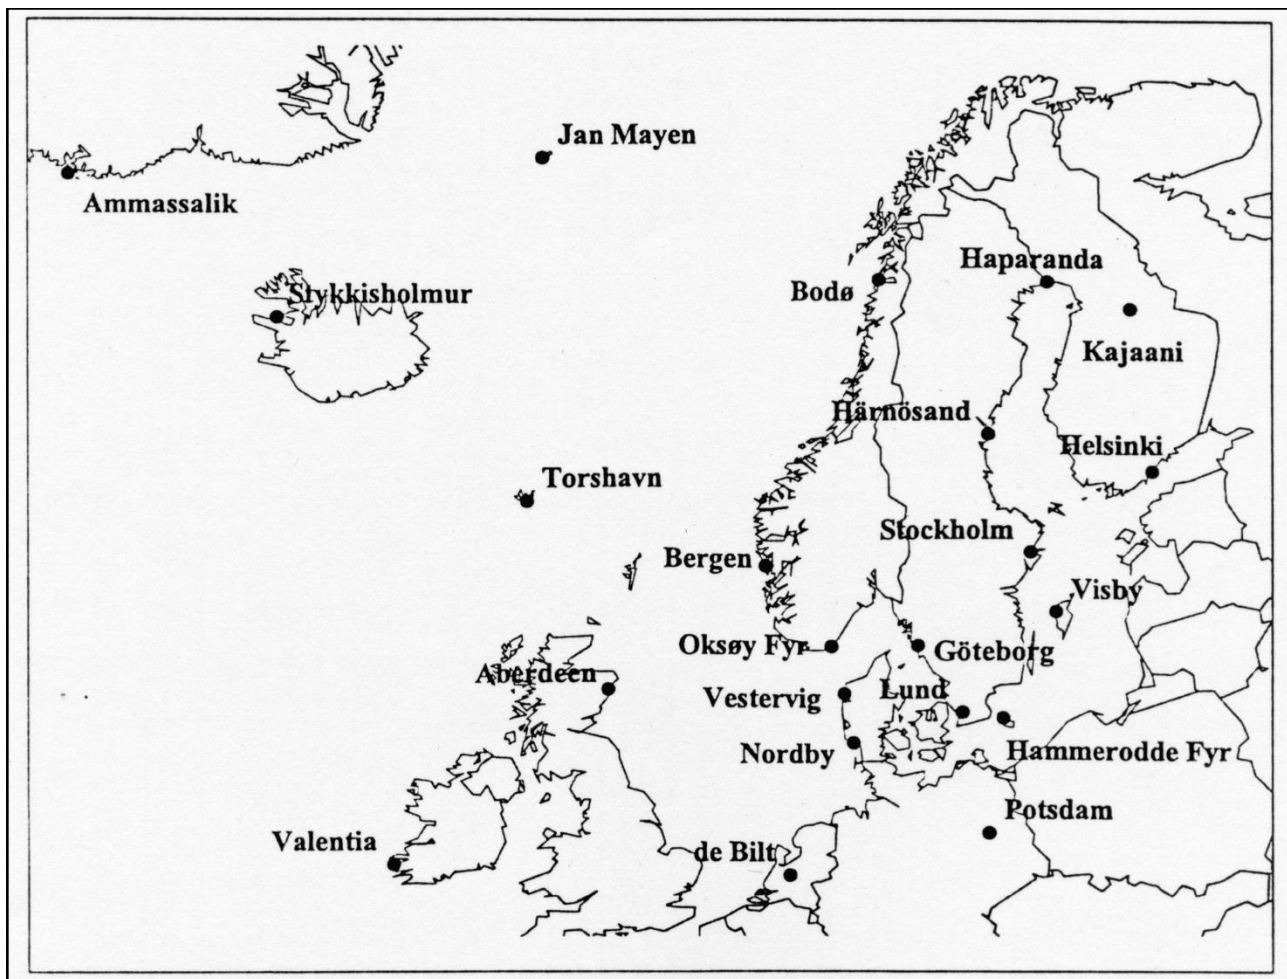 Jan Mayen
Ammassalik
Haparanda
Bodø
Stykkisholmur
Kajaani
Härnösand
Helsinki
Torshavn
Stockholm
Bergen
Visby
Oksøy Fyr
Göteborg
Aberdeen
Vestervig
Lund
Nordby
Hammerodde Fyr
Potsdam
Valentia
de Bilt